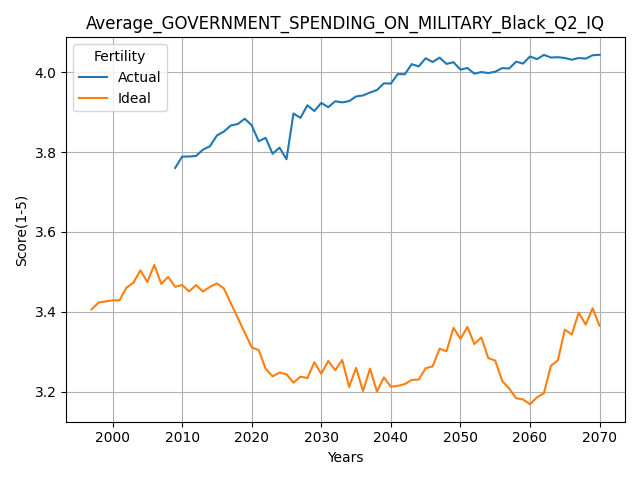 Average_GOVERNMENT_SPENDING_ON_MILITARY_Black_Q2_IQ
Fertility
Actual
Ideal
Score(1-5)
4.0
3.8
3.6
3.4
3.2
2000 2010 2020 2030 2040 2050 2060 2070
Years